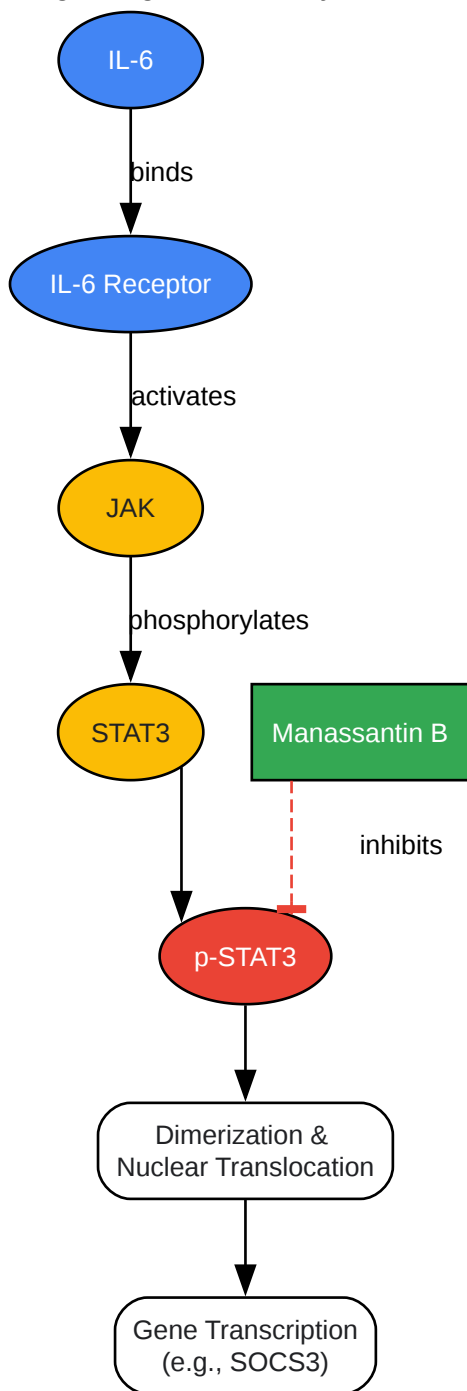 IL-6
binds
IL-6 Receptor
activates
JAK
phosphorylates
STAT3
Manassantin B
inhibits
p-STAT3
Dimerization &
Nuclear Translocation
Gene Transcription
(e.g., SOCS3)